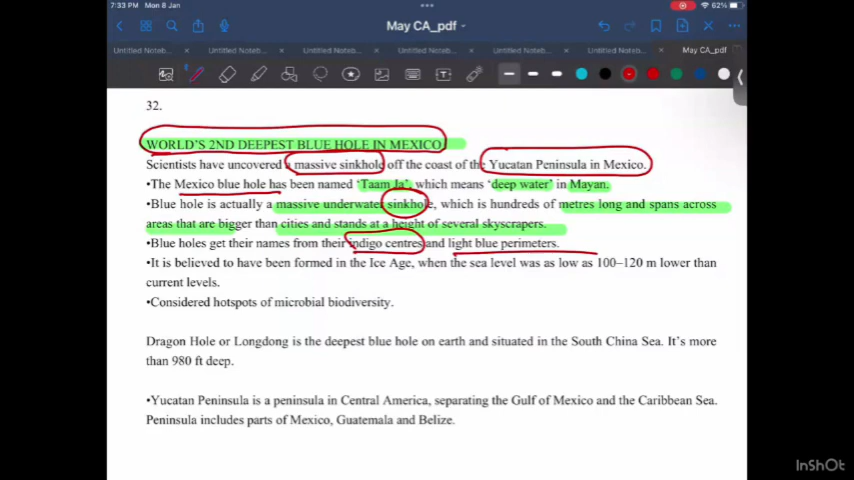 7:33 PM Mon 8 Jan
62%
May CA_pdf
Untitled Noteb...
Untitled Noteb...
Untitled Noteb...
Untitled Noteb...
Untitled Noteb...
Untitled Noteb...
May CA_pdf
32.
WORLD'S 2ND DEEPEST BLUE HOLE IN MEXICO
Scientists have uncovered a massive sinkhole off the coast of the Yucatan Peninsula in Mexico.
•The Mexico blue hole has been named 'Taam Ja', which means 'deep water' in Mayan.
•Blue hole is actually a massive underwater sinkhole, which is hundreds of metres long and spans across
areas that are bigger than cities and stands at a height of several skyscrapers.
•Blue holes get their names from their indigo centres and light blue perimeters.
•It is believed to have been formed in the Ice Age, when the sea level was as low as 100–120 m lower than
current levels.
•Considered hotspots of microbial biodiversity.
Dragon Hole or Longdong is the deepest blue hole on earth and situated in the South China Sea. It's more
than 980 ft deep.
•Yucatan Peninsula is a peninsula in Central America, separating the Gulf of Mexico and the Caribbean Sea.
Peninsula includes parts of Mexico, Guatemala and Belize.
InShOt